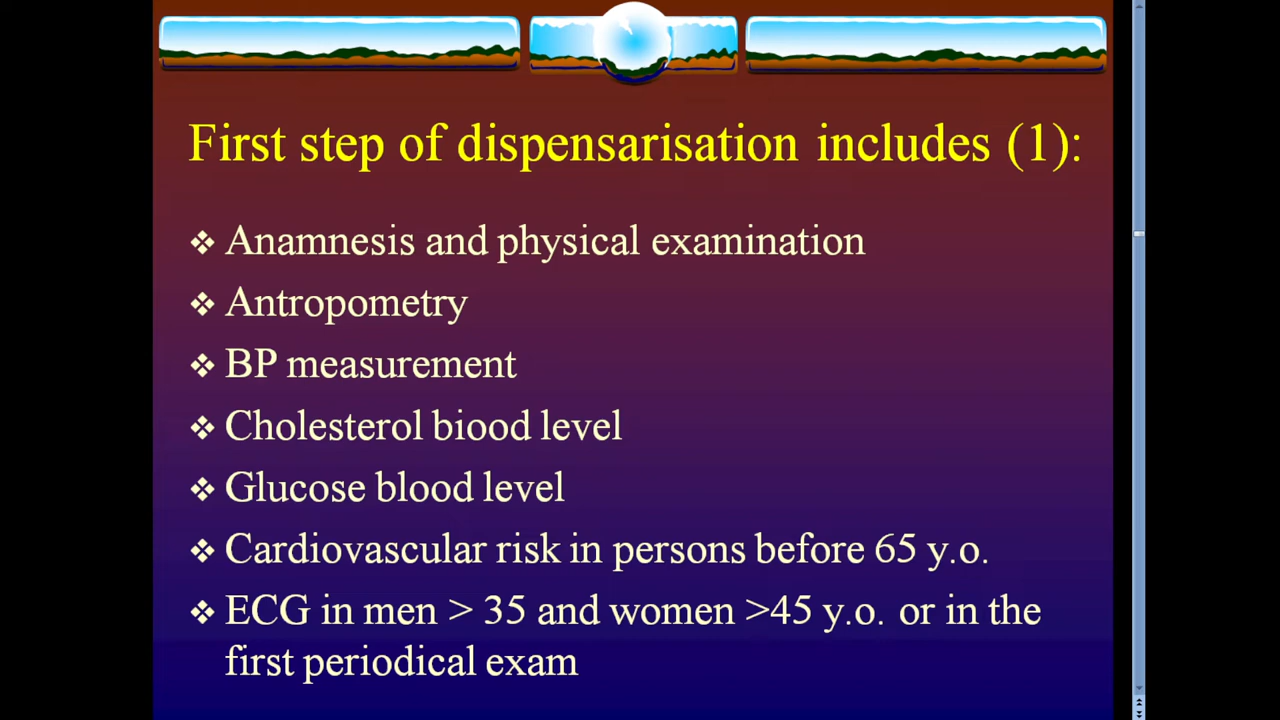 First step of dispensarisation includes (1):
❖ Anamnesis and physical examination
❖ Antropometry
❖ BP measurement
❖ Cholesterol biood level
❖ Glucose blood level
❖ Cardiovascular risk in persons before 65 y.o.
❖ ECG in men > 35 and women >45 y.o. or in the
first periodical exam